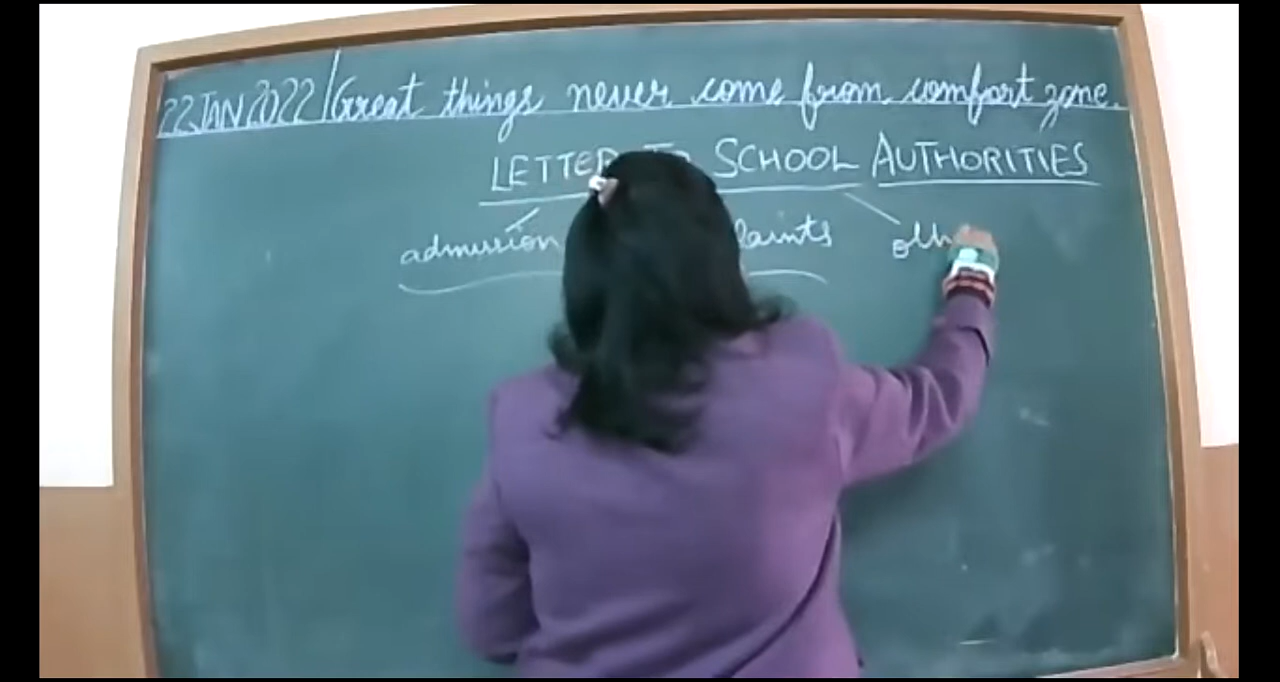 22 JAN 2022 / Great things never come from comfort zone.
LETTER TO SCHOOL AUTHORITIES
admission laints oth